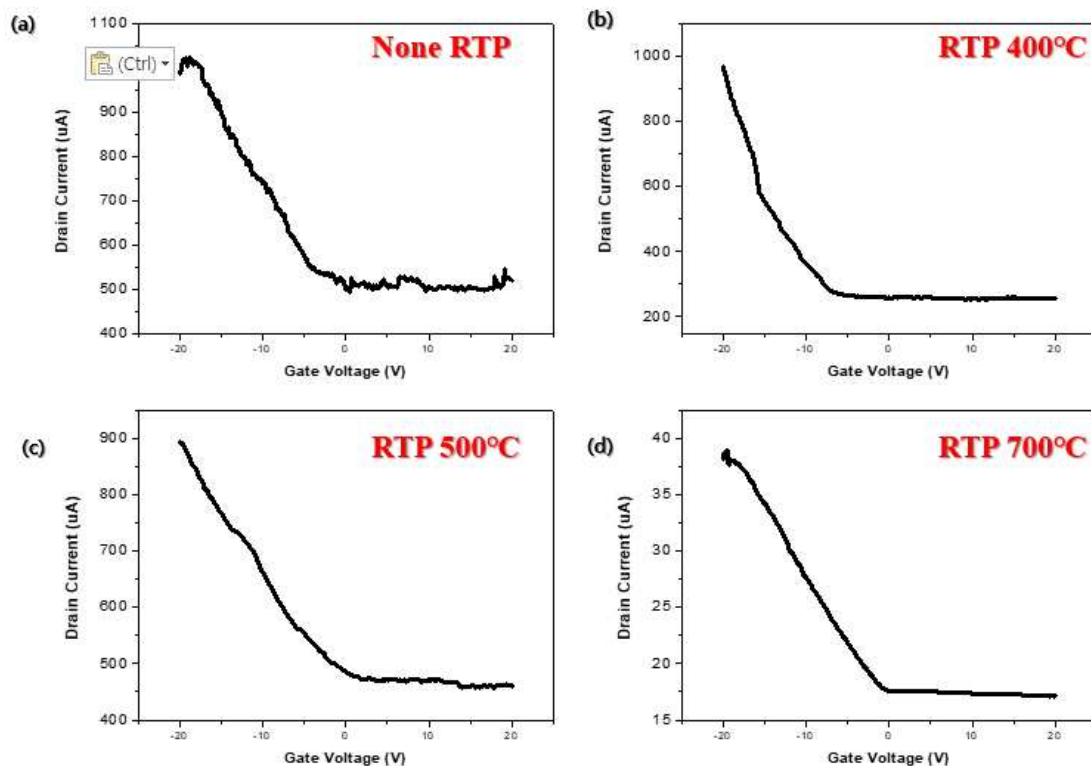 (a)
None RTP
(Ctrl)
1100
900
800
700
600
500
400
-20
-10
0
10
20
Drain Current (uA)
Gate Voltage (V)
(b)
RTP 400°C
1000
800
600
400
200
-20
-10
0
10
20
Drain Current (uA)
Gate Voltage (V)
(c)
RTP 500°C
900
800
700
600
500
400
-20
-10
0
10
20
Drain Current (uA)
Gate Voltage (V)
(d)
RTP 700°C
40
35
30
25
20
15
-20
-10
0
10
20
Drain Current (uA)
Gate Voltage (V)